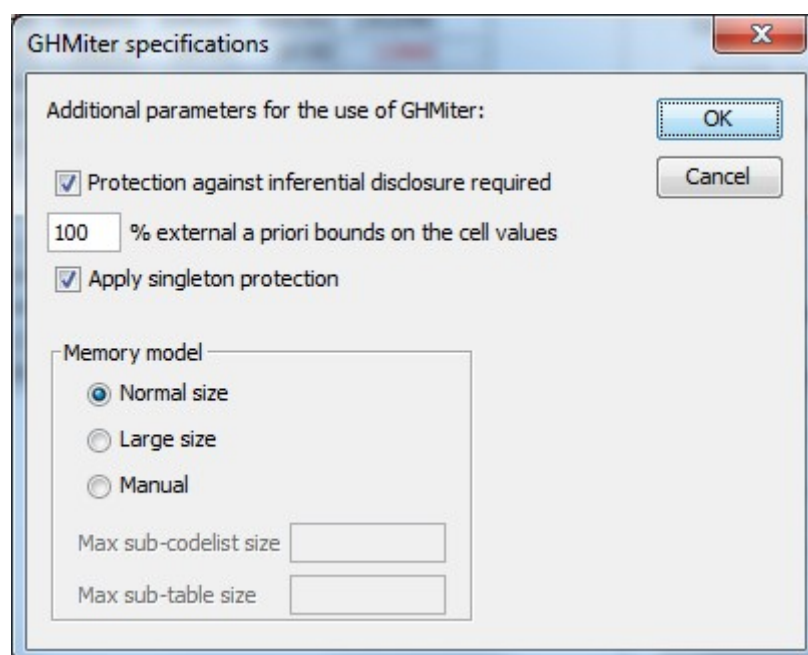 GHMiter specifications
Additional parameters for the use of GHMiter:
OK
Protection against inferential disclosure required
Cancel
100 % external a priori bounds on the cell values
Apply singleton protection
Memory model
Normal size
Large size
Manual
Max sub-codelist size
Max sub-table size